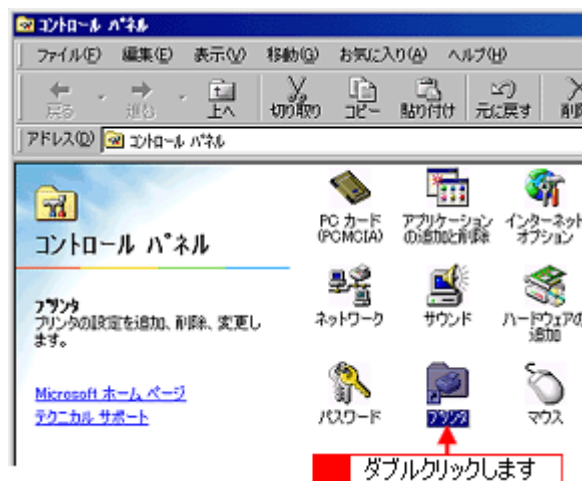 コントロール パネル
ファイル(F) 編集(E) 表示(V) 移動(G) お気に入り(A) ヘルプ(H)
戻る 進む 上へ 切り取り コピー 貼り付け 元に戻す 削除
アドレス(D) コントロール パネル
コントロール パネル
プリンタ
プリンタの設定を追加、削除、変更し
ます。
Microsoft ホーム ページ
テクニカル サポート
PC カード
(PCMCIA)
アプリケーション
の追加と削除
インターネット
オプション
ネットワーク
サウンド
ハードウェアの
追加
パスワード
プリンタ
マウス
ダブルクリックします